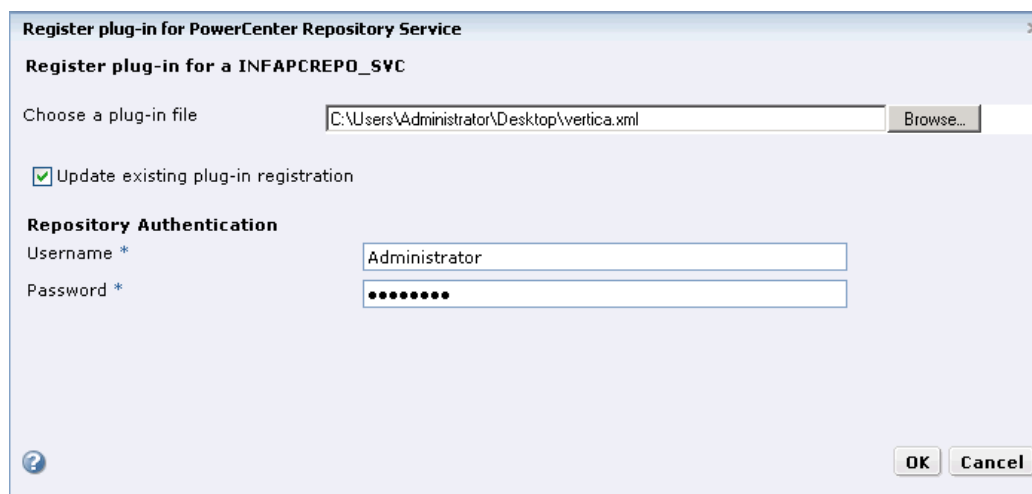 Register plug-in for PowerCenter Repository Service
Register plug-in for a INFAPCREPO_SVC
Choose a plug-in file C:\Users\Administrator\Desktop\vertica.xml Browse...
Update existing plug-in registration
Repository Authentication
Username * Administrator
Password * ●●●●●●●●
? OK Cancel